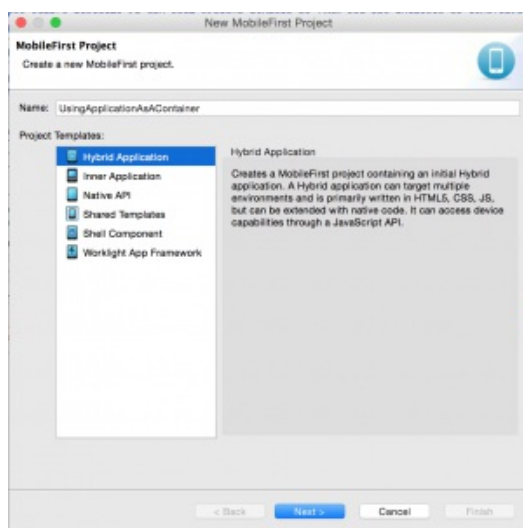 New MobileFirst Project
MobileFirst Project
Create a new MobileFirst project.
Name: UsingApplicationAsAContainer
Project Templates:
Hybrid Application
Inner Application
Native API
Shared Templates
Shell Component
Worklight App Framework
Hybrid Application
Creates a MobileFirst project containing an initial Hybrid
application. A Hybrid application can target multiple
environments and is primarily written in HTML5, CSS, JS,
but can be extended with native code. It can access device
capabilities through a JavaScript API.
< Back Next > Cancel Finish